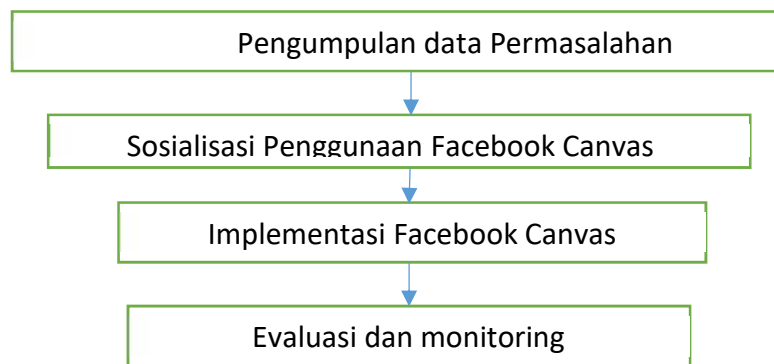 Pengumpulan data Permasalahan
Sosialisasi Penggunaan Facebook Canvas
Implementasi Facebook Canvas
Evaluasi dan monitoring